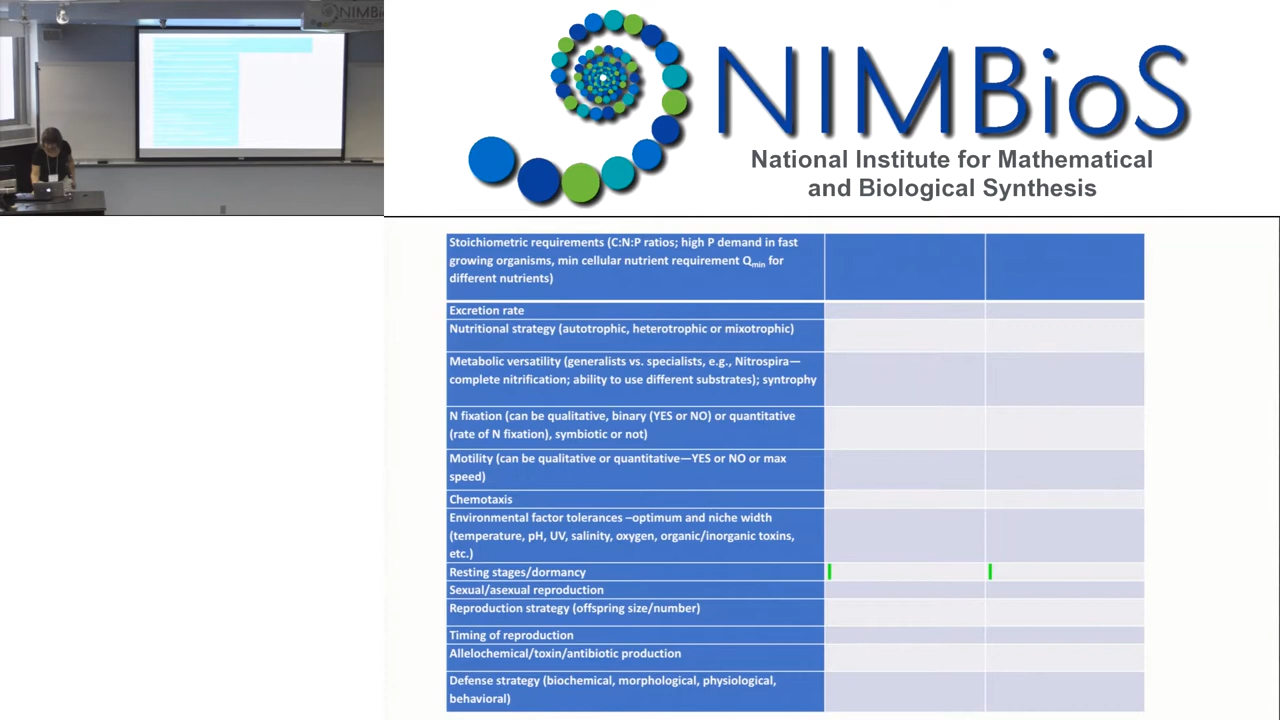 NIMBioS
NIMBioS
National Institute for Mathematical
and Biological Synthesis
Stoichiometric requirements (C:N:P ratios; high P demand in fast
growing organisms, min cellular nutrient requirement Qmin for
different nutrients)
Excretion rate
Nutritional strategy (autotrophic, heterotrophic or mixotrophic)
Metabolic versatility (generalists vs. specialists, e.g., Nitrospira—
complete nitrification; ability to use different substrates); syntrophy
N fixation (can be qualitative, binary (YES or NO) or quantitative
(rate of N fixation), symbiotic or not)
Motility (can be qualitative or quantitative—YES or NO or max
speed)
Chemotaxis
Environmental factor tolerances –optimum and niche width
(temperature, pH, UV, salinity, oxygen, organic/inorganic toxins,
etc.)
Resting stages/dormancy
Sexual/asexual reproduction
Reproduction strategy (offspring size/number)
Timing of reproduction
Allelochemical/toxin/antibiotic production
Defense strategy (biochemical, morphological, physiological,
behavioral)